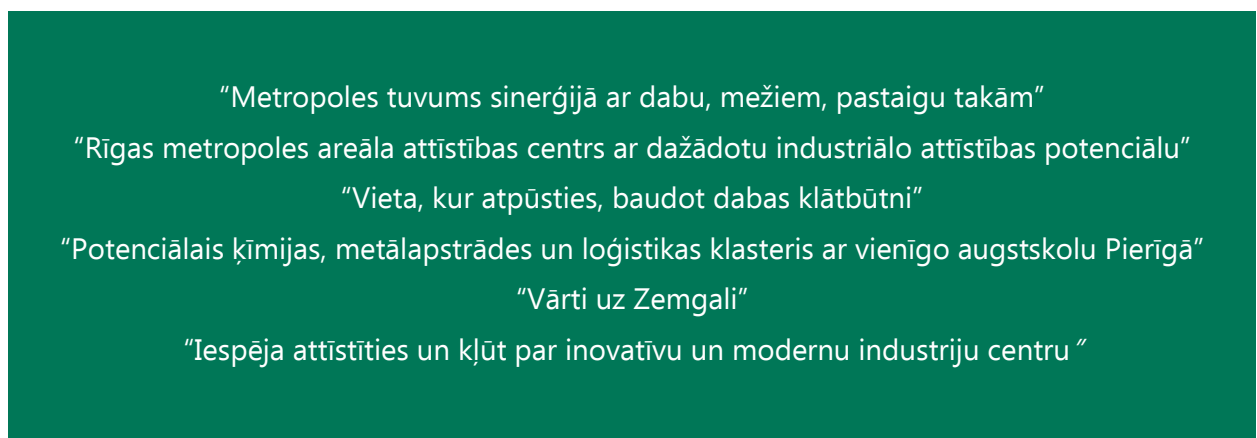 “Metropoles tuvums sinerģijā ar dabu, mežiem, pastaigu takām”
“Rīgas metropoles areāla attīstības centrs ar dažādotu industriālo attīstības potenciālu”
“Vieta, kur atpūsties, baudot dabas klātbūtni”
“Potenciālais ķīmijas, metālapstrādes un loģistikas klasteris ar vienīgo augstskolu Pierīgā”
“Vārti uz Zemgali”
“Iespēja attīstīties un kļūt par inovatīvu un modernu industriju centru”